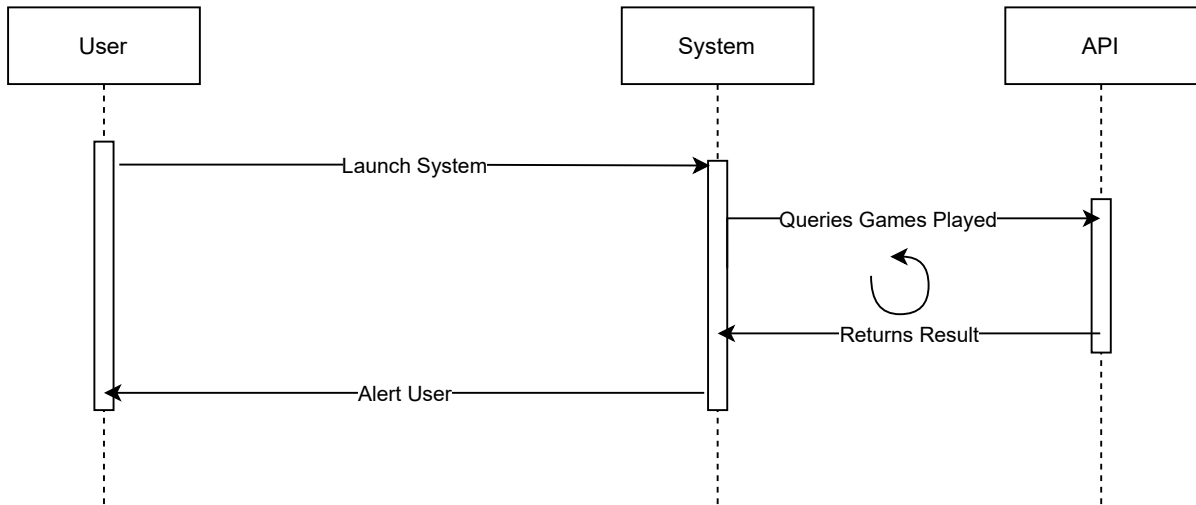 User
System
API
Launch System
Queries Games Played
Returns Result
Alert User